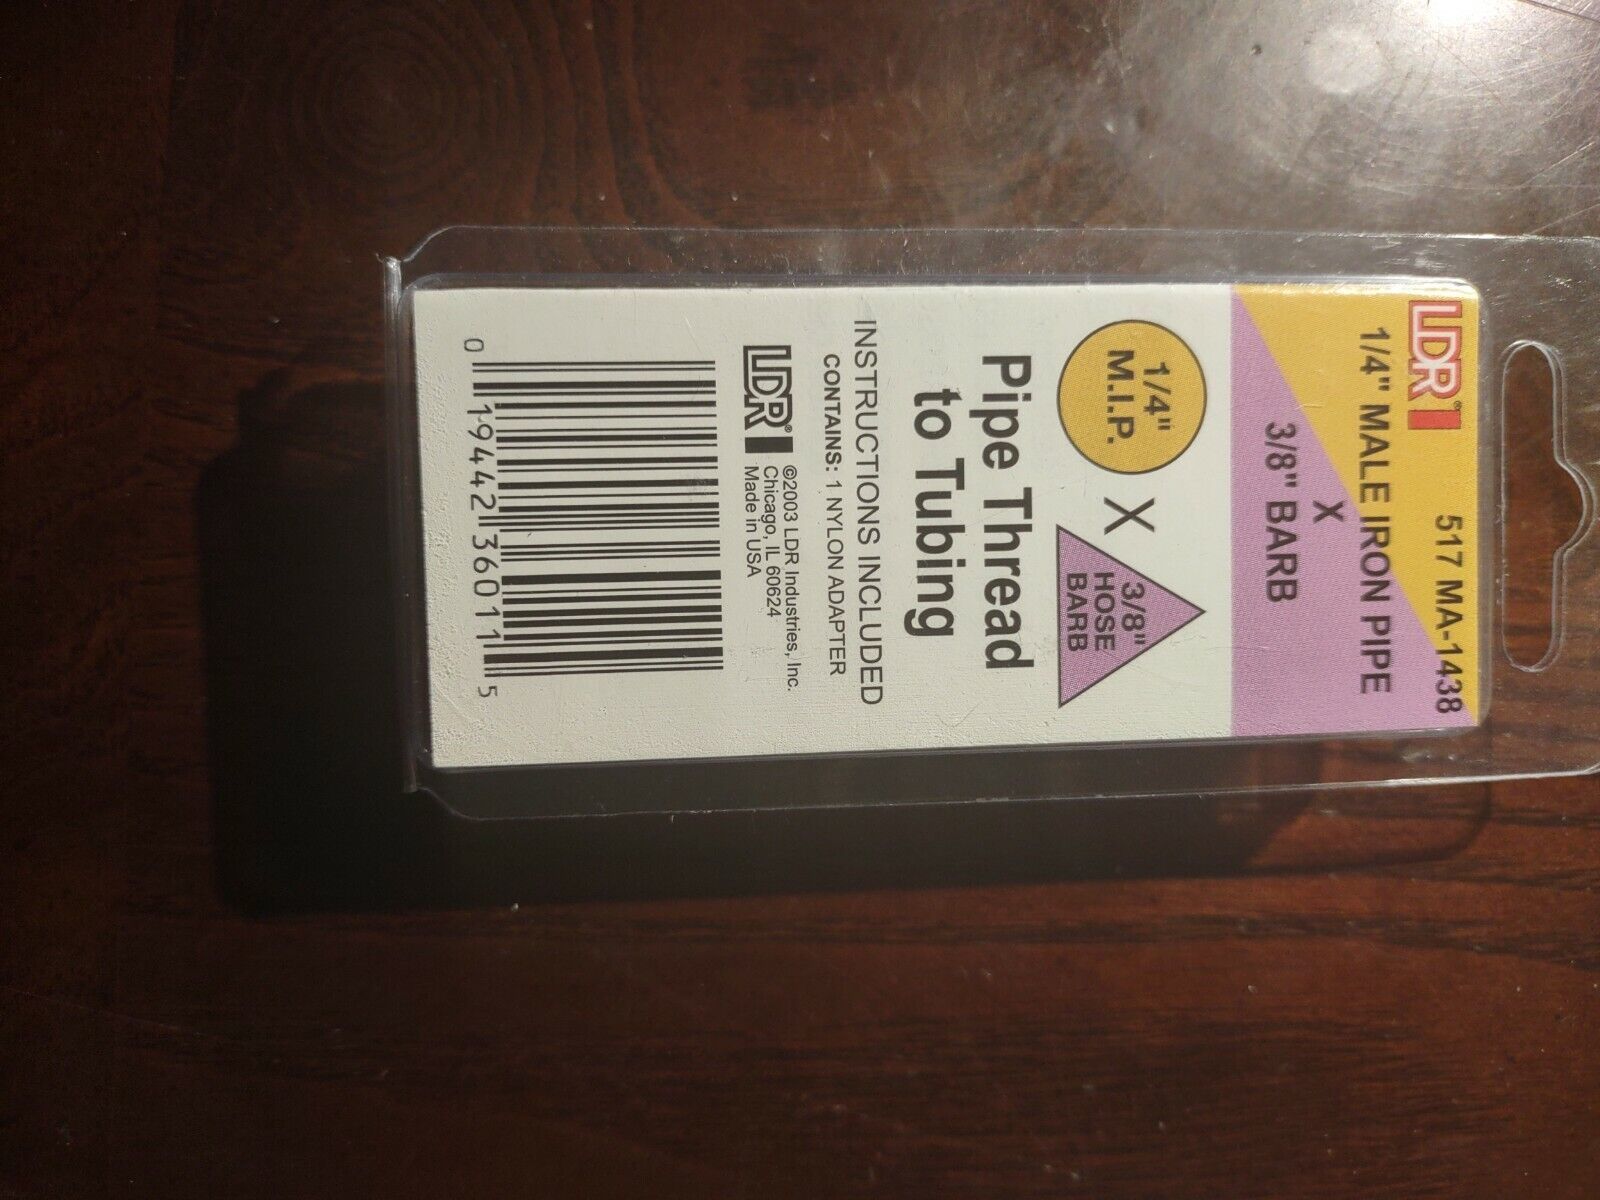 LDR® 517 MA-1438
1/4" MALE IRON PIPE
X
3/8" BARB
1/4"
M.I.P.
X
3/8"
HOSE
BARB
Pipe Thread
to Tubing
INSTRUCTIONS INCLUDED
CONTAINS: 1 NYLON ADAPTER
LDR®
©2003 LDR Industries, Inc.
Chicago, IL 60624
Made in USA
0 19442 36011 5